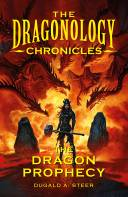 THE
DRAGONOLOGY
CHRONICLES
THE
DRAGON
PROPHECY
DUGALD A. STEER